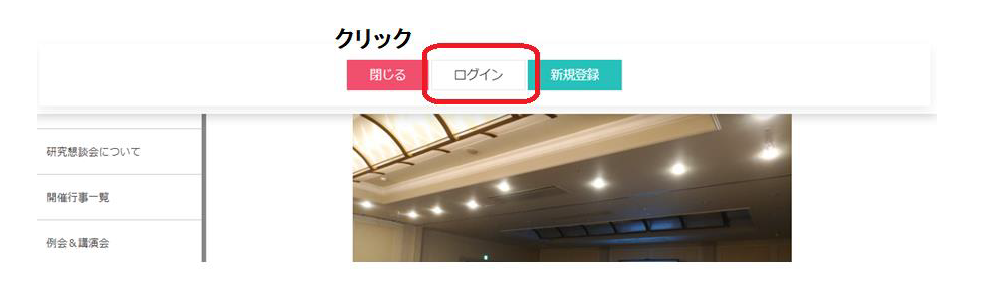 クリック
閉じる ログイン 新規登録
研究懇談会について
開催行事一覧
例会＆講演会